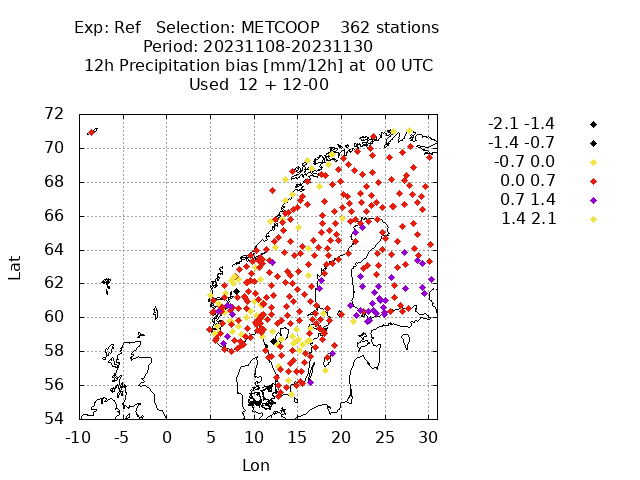 Exp: Ref   Selection: METCOOP    362 stations
Period: 20231108-20231130
12h Precipitation bias [mm/12h] at  00 UTC
Used  12 + 12-00
-2.1 -1.4
-1.4 -0.7
-0.7 0.0
0.0 0.7
0.7 1.4
1.4 2.1
72
70
68
66
64
62
60
58
56
54
Lat
-10 -5 0 5 10 15 20 25 30
Lon